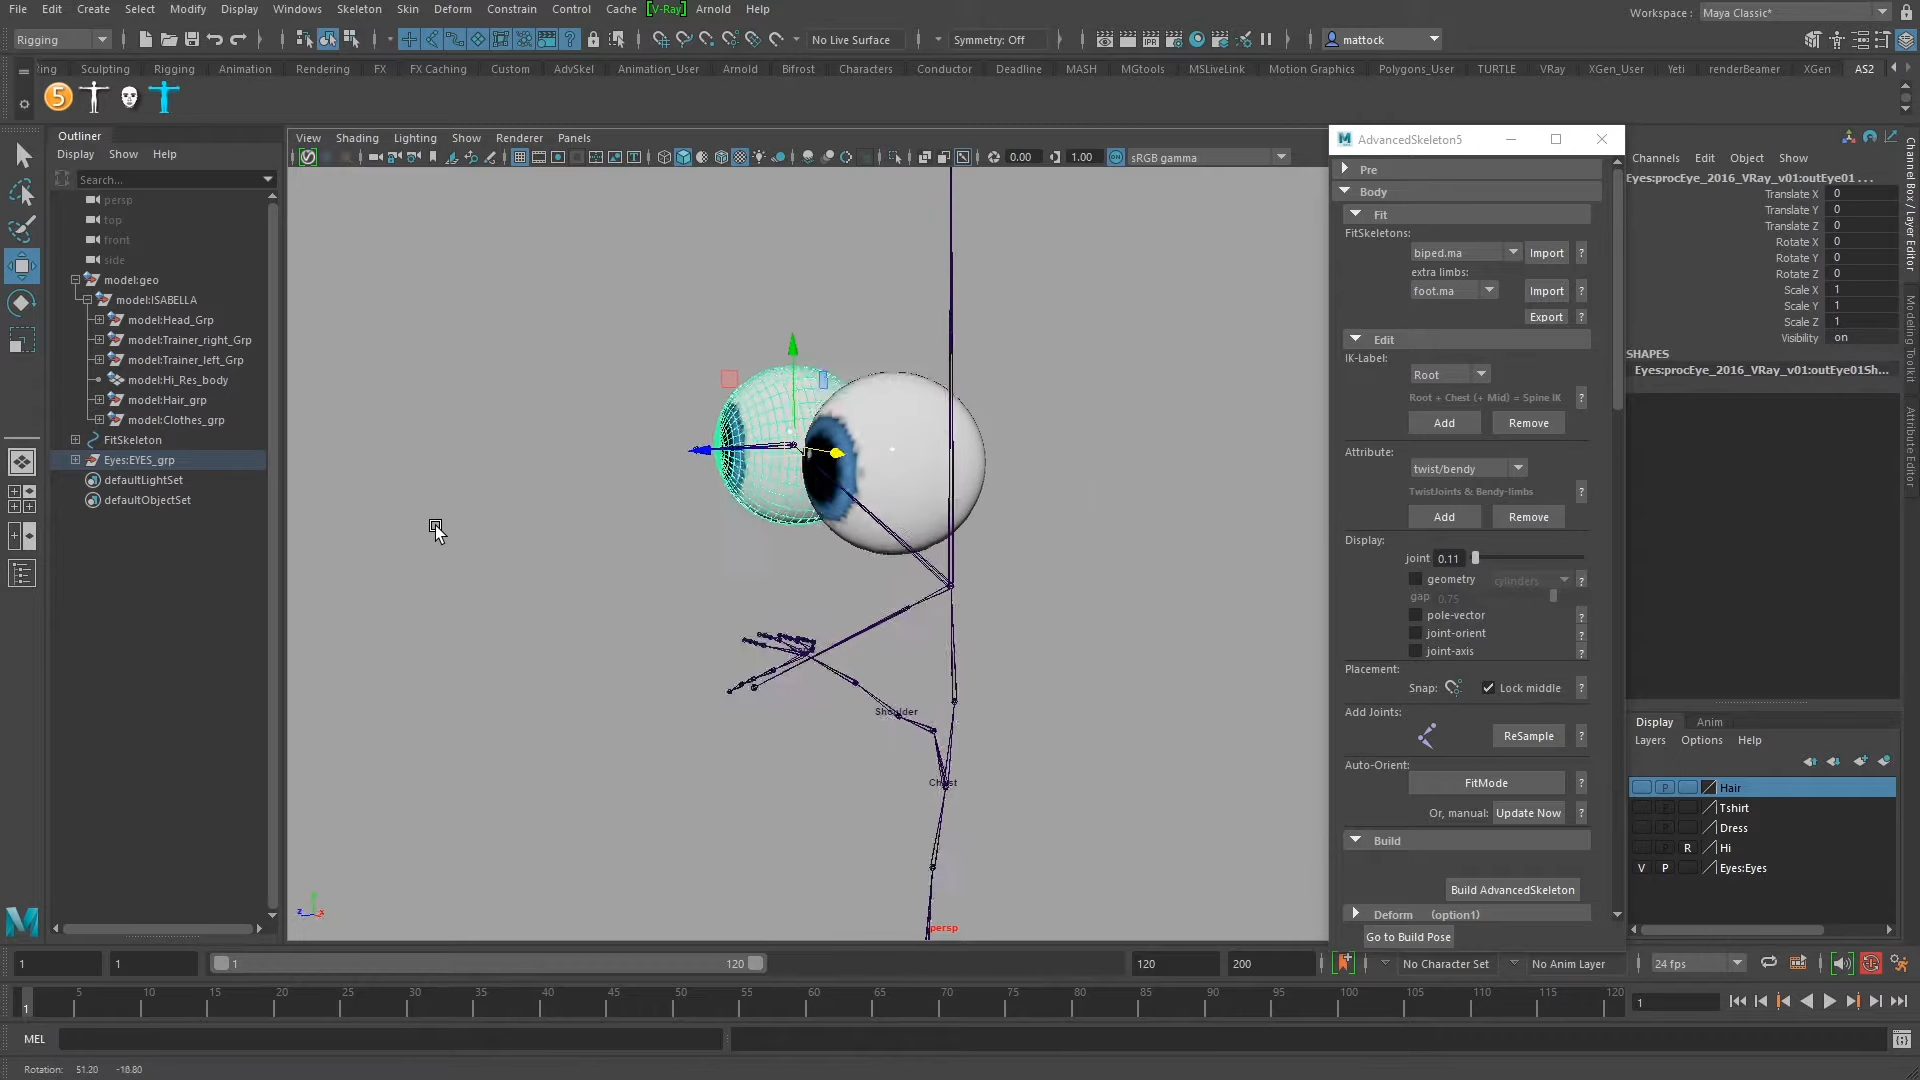 File Edit Create Select Modify Display Windows Skeleton Skin Deform Constrain Control Cache [V-Ray] Arnold Help
Workspace : Maya Classic*
Rigging No Live Surface Symmetry: Off mattock
ing Sculpting Rigging Animation Rendering FX FX Caching Custom AdvSkel Animation_User Arnold Bifrost Characters Conductor Deadline MASH MGtools MSLiveLink Motion Graphics Polygons_User TURTLE VRay XGen_User Yeti renderBeamer XGen AS2
5
Outliner
Display Show Help
Search...
persp
top
front
side
model:geo
model:ISABELLA
model:Head_Grp
model:Trainer_right_Grp
model:Trainer_left_Grp
model:Hi_Res_body
model:Hair_grp
model:Clothes_grp
FitSkeleton
Eyes:EYES_grp
defaultLightSet
defaultObjectSet
View Shading Lighting Show Renderer Panels
0.00 1.00 sRGB gamma
Shoulder
Chest
persp
z x
AdvancedSkeleton5
Pre
Body
Fit
FitSkeletons:
biped.ma Import ?
extra limbs:
foot.ma Import ?
Export ?
Edit
IK-Label:
Root
Root + Chest (+ Mid) = Spine IK ?
Add Remove
Attribute:
twist/bendy
TwistJoints & Bendy-limbs ?
Add Remove
Display:
joint 0.11
geometry cylinders ?
gap 0.75
pole-vector ?
joint-orient ?
joint-axis ?
Placement:
Snap: Lock middle ?
Add Joints:
ReSample ?
Auto-Orient:
FitMode ?
Or, manual: Update Now ?
Build
Build AdvancedSkeleton
Deform (option1)
Go to Build Pose
Channels Edit Object Show
Eyes:procEye_2016_VRay_v01:outEye01 . . .
Translate X 0
Translate Y 0
Translate Z 0
Rotate X 0
Rotate Y 0
Rotate Z 0
Scale X 1
Scale Y 1
Scale Z 1
Visibility on
SHAPES
Eyes:procEye_2016_VRay_v01:outEye01Sh...
Channel Box / Layer Editor
Modeling Toolkit
Attribute Editor
Display Anim
Layers Options Help
P Hair
P Tshirt
P Dress
P R Hi
V P Eyes:Eyes
1 1 1 120 120 200 No Character Set No Anim Layer 24 fps
1 5 10 15 20 25 30 35 40 45 50 55 60 65 70 75 80 85 90 95 100 105 110 115 120 1
MEL
Rotation: 51.20 -18.80